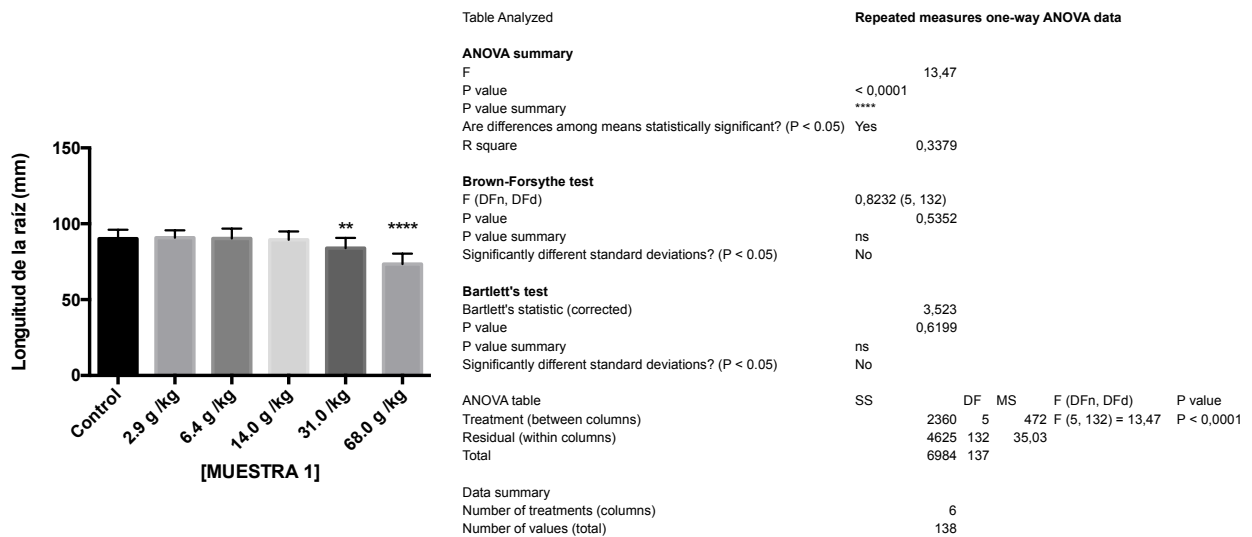 150
100
50
0
Longuitud de la raíz (mm)
** ****
Control
2.9 g /kg
6.4 g /kg
14.0 g /kg
31.0 /kg
68.0 g /kg
[MUESTRA 1]
Table Analyzed Repeated measures one-way ANOVA data
ANOVA summary
F 13,47
P value < 0,0001
P value summary ****
Are differences among means statistically significant? (P < 0.05) Yes
R square 0,3379
Brown-Forsythe test
F (DFn, DFd) 0,8232 (5, 132)
P value 0,5352
P value summary ns
Significantly different standard deviations? (P < 0.05) No
Bartlett's test
Bartlett's statistic (corrected) 3,523
P value 0,6199
P value summary ns
Significantly different standard deviations? (P < 0.05) No
ANOVA table SS DF MS F (DFn, DFd) P value
Treatment (between columns) 2360 5 472 F (5, 132) = 13,47 P < 0,0001
Residual (within columns) 4625 132 35,03
Total 6984 137
Data summary
Number of treatments (columns) 6
Number of values (total) 138